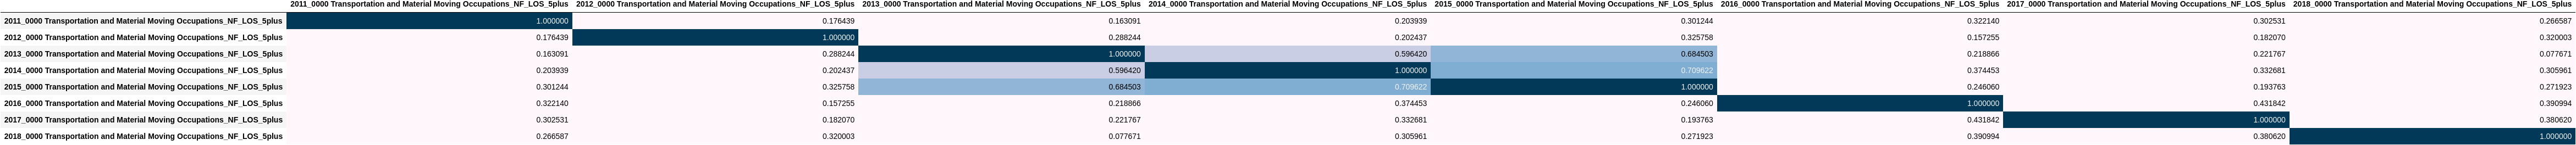 2011_0000 Transportation and Material Moving Occupations_NF_LOS_5plus 2012_0000 Transportation and Material Moving Occupations_NF_LOS_5plus 2013_0000 Transportation and Material Moving Occupations_NF_LOS_5plus 2014_0000 Transportation and Material Moving Occupations_NF_LOS_5plus 2015_0000 Transportation and Material Moving Occupations_NF_LOS_5plus 2016_0000 Transportation and Material Moving Occupations_NF_LOS_5plus 2017_0000 Transportation and Material Moving Occupations_NF_LOS_5plus 2018_0000 Transportation and Material Moving Occupations_NF_LOS_5plus
2011_0000 Transportation and Material Moving Occupations_NF_LOS_5plus 1.000000 0.176439 0.163091 0.203939 0.301244 0.322140 0.302531 0.266587
2012_0000 Transportation and Material Moving Occupations_NF_LOS_5plus 0.176439 1.000000 0.288244 0.202437 0.325758 0.157255 0.182070 0.320003
2013_0000 Transportation and Material Moving Occupations_NF_LOS_5plus 0.163091 0.288244 1.000000 0.596420 0.684503 0.218866 0.221767 0.077671
2014_0000 Transportation and Material Moving Occupations_NF_LOS_5plus 0.203939 0.202437 0.596420 1.000000 0.709622 0.374453 0.332681 0.305961
2015_0000 Transportation and Material Moving Occupations_NF_LOS_5plus 0.301244 0.325758 0.684503 0.709622 1.000000 0.246060 0.193763 0.271923
2016_0000 Transportation and Material Moving Occupations_NF_LOS_5plus 0.322140 0.157255 0.218866 0.374453 0.246060 1.000000 0.431842 0.390994
2017_0000 Transportation and Material Moving Occupations_NF_LOS_5plus 0.302531 0.182070 0.221767 0.332681 0.193763 0.431842 1.000000 0.380620
2018_0000 Transportation and Material Moving Occupations_NF_LOS_5plus 0.266587 0.320003 0.077671 0.305961 0.271923 0.390994 0.380620 1.000000